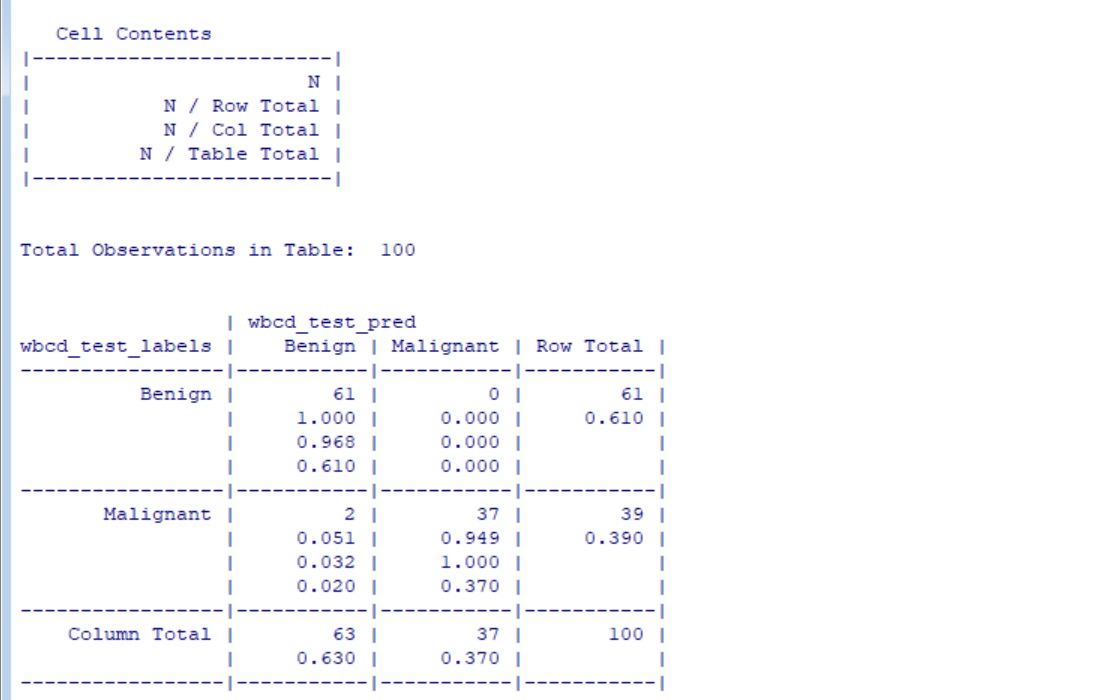 Cell Contents
|-------------------------|
|                       N |
|           N / Row Total |
|           N / Col Total |
|         N / Table Total |
|-------------------------|
Total Observations in Table:  100
                 | wbcd_test_pred
wbcd_test_labels |    Benign | Malignant | Row Total |
-----------------|-----------|-----------|-----------|
          Benign |        61 |         0 |        61 |
                 |     1.000 |     0.000 |     0.610 |
                 |     0.968 |     0.000 |           |
                 |     0.610 |     0.000 |           |
-----------------|-----------|-----------|-----------|
       Malignant |         2 |        37 |        39 |
                 |     0.051 |     0.949 |     0.390 |
                 |     0.032 |     1.000 |           |
                 |     0.020 |     0.370 |           |
-----------------|-----------|-----------|-----------|
    Column Total |        63 |        37 |       100 |
                 |     0.630 |     0.370 |           |
-----------------|-----------|-----------|-----------|